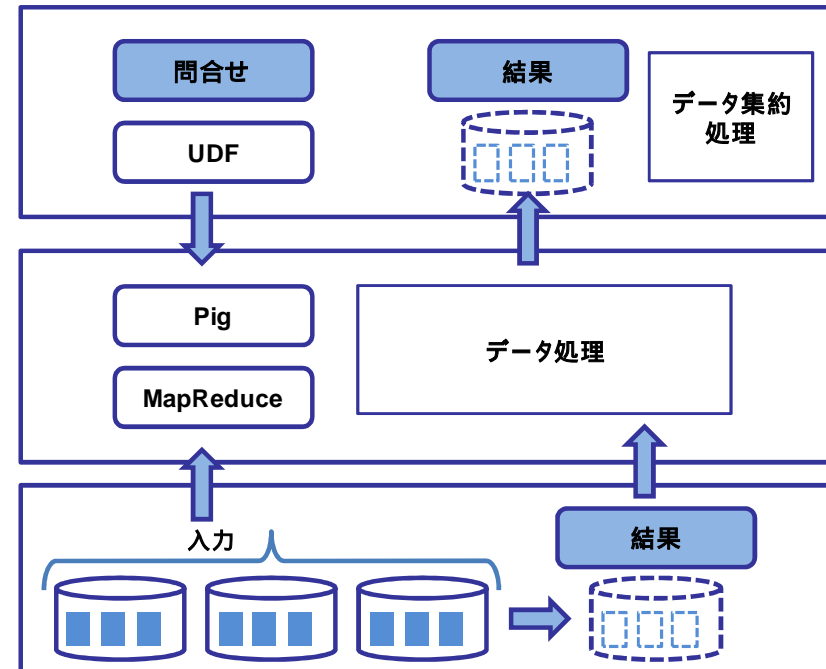 問合せ
結果
データ集約
処理
UDF
Pig
データ処理
MapReduce
入力
結果